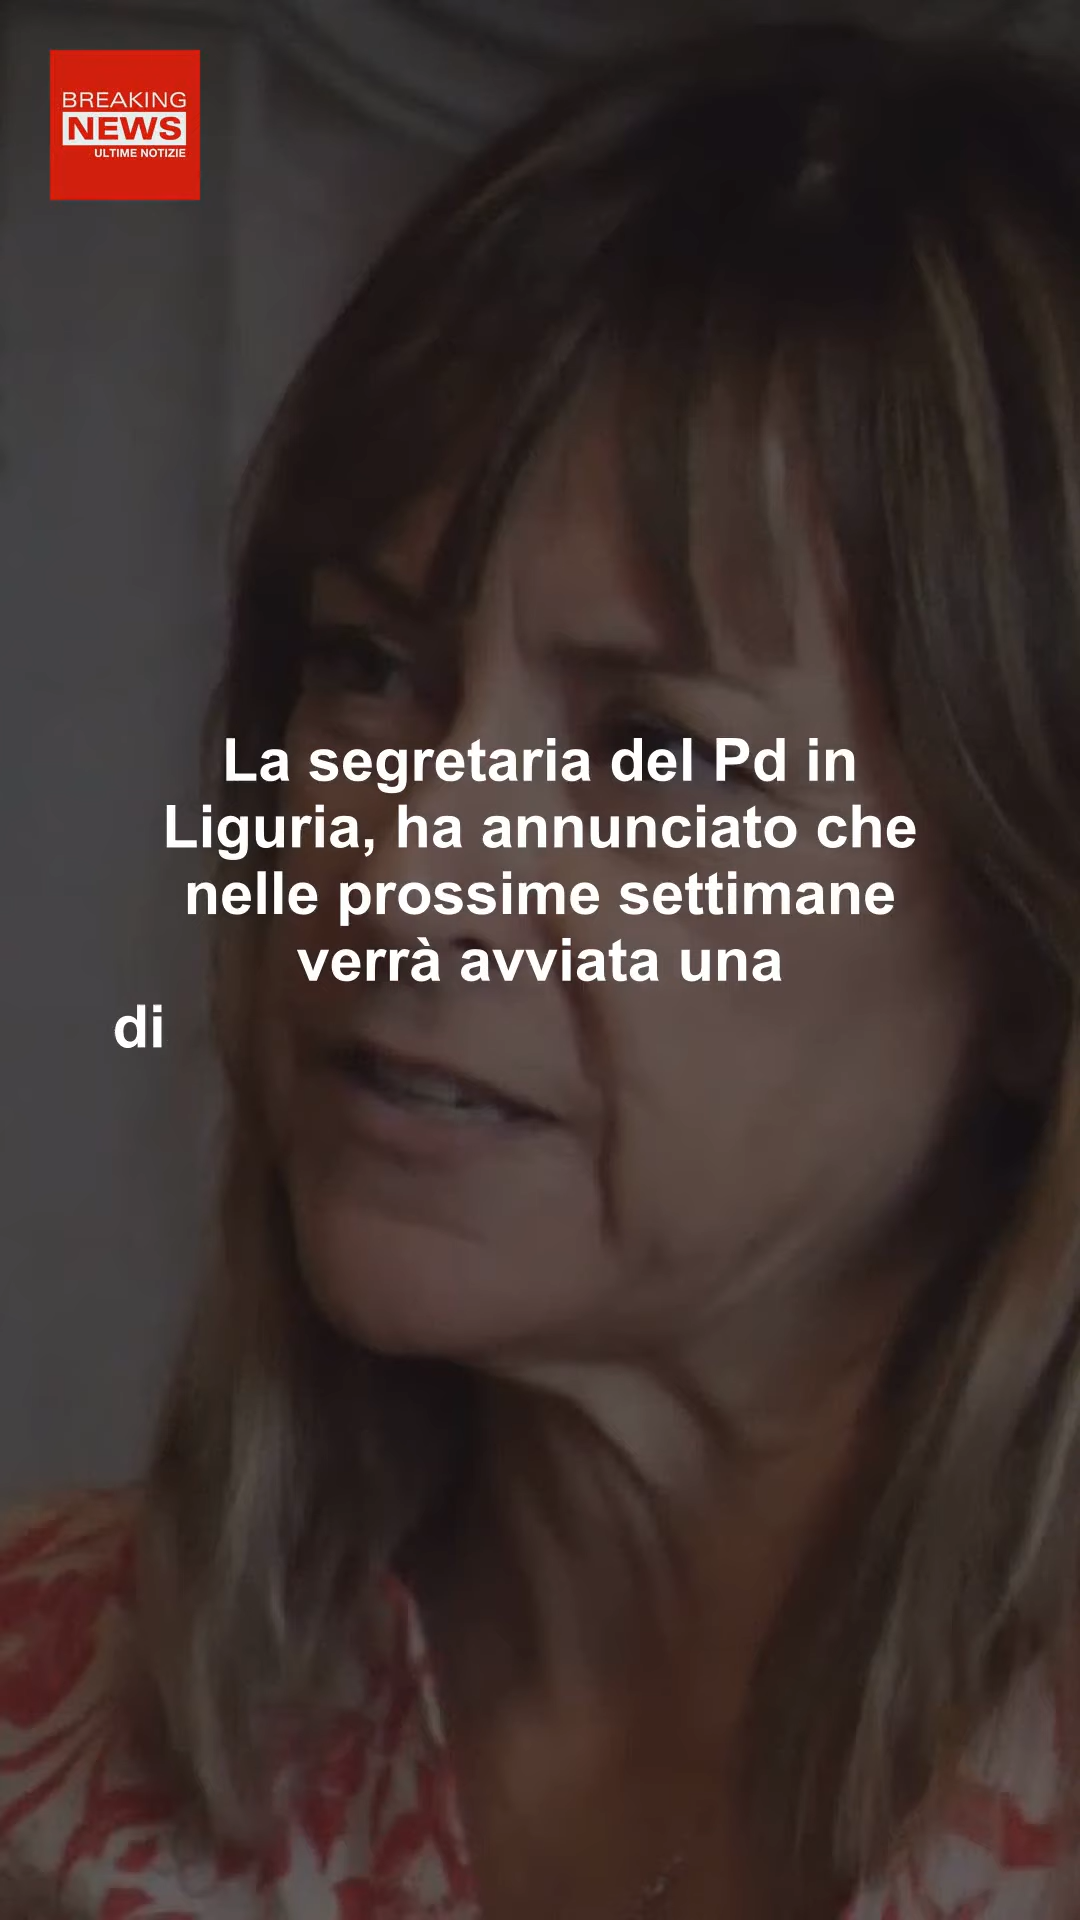 BREAKING
NEWS
ULTIME NOTIZIE
La segretaria del Pd in
Liguria, ha annunciato che
nelle prossime settimane
verrà avviata una
di